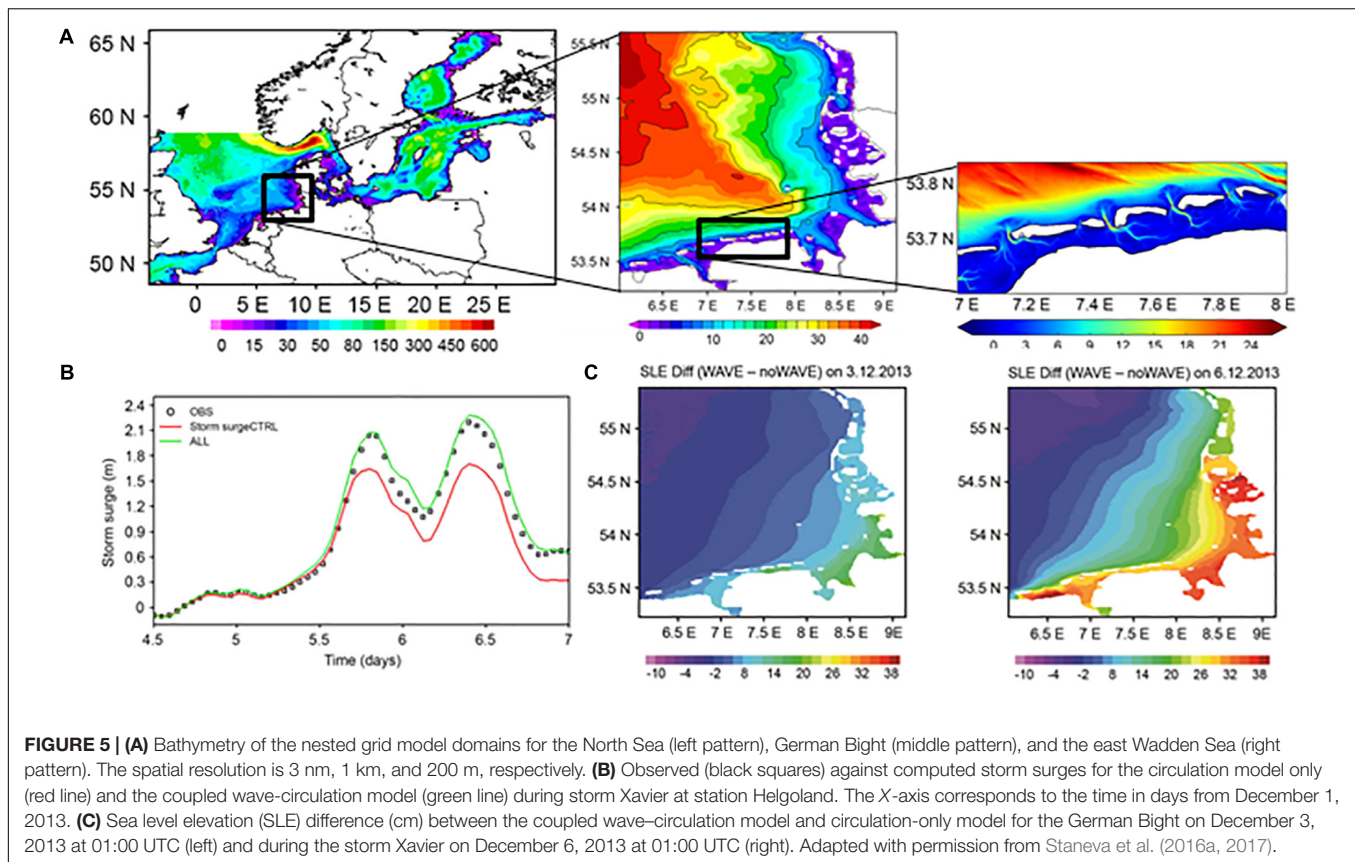 A
65 N
60 N
55 N
50 N
0 5 E 10 E 15 E 20 E 25 E
0 15 30 50 80 150 300 450 600
55.5 N
55 N
54.5 N
54 N
53.5 N
6.5 E 7 E 7.5 E 8 E 8.5 E 9 E
0 10 20 30 40
53.8 N
53.7 N
7 E 7.2 E 7.4 E 7.6 E 7.8 E 8 E
0 3 6 9 12 15 18 21 24
B
2.4
2.1
1.8
1.5
1.2
0.9
0.6
0.3
0
OBS
Storm surgeCTRL
ALL
Storm surge (m)
4.5 5 5.5 6 6.5 7
Time (days)
C
SLE Diff (WAVE – noWAVE) on 3.12.2013
55 N
54.5 N
54 N
53.5 N
6.5 E 7 E 7.5 E 8 E 8.5 E 9E
-10 -4 -2 8 14 20 26 32 38
SLE Diff (WAVE – noWAVE) on 6.12.2013
55 N
54.5 N
54 N
53.5 N
6.5 E 7 E 7.5 E 8 E 8.5 E 9E
-10 -4 -2 8 14 20 26 32 38
FIGURE 5 | (A) Bathymetry of the nested grid model domains for the North Sea (left pattern), German Bight (middle pattern), and the east Wadden Sea (right
pattern). The spatial resolution is 3 nm, 1 km, and 200 m, respectively. (B) Observed (black squares) against computed storm surges for the circulation model only
(red line) and the coupled wave-circulation model (green line) during storm Xavier at station Helgoland. The X-axis corresponds to the time in days from December 1,
2013. (C) Sea level elevation (SLE) difference (cm) between the coupled wave–circulation model and circulation-only model for the German Bight on December 3,
2013 at 01:00 UTC (left) and during the storm Xavier on December 6, 2013 at 01:00 UTC (right). Adapted with permission from Staneva et al. (2016a, 2017).